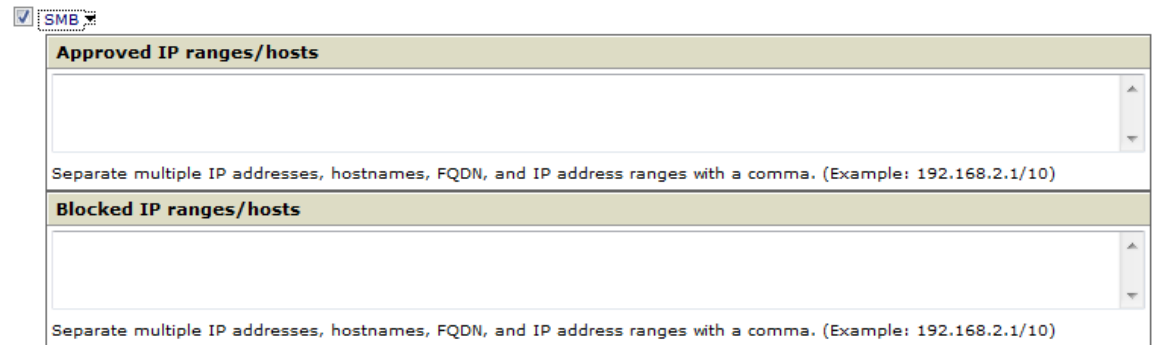 SMB
Approved IP ranges/hosts
Separate multiple IP addresses, hostnames, FQDN, and IP address ranges with a comma. (Example: 192.168.2.1/10)
Blocked IP ranges/hosts
Separate multiple IP addresses, hostnames, FQDN, and IP address ranges with a comma. (Example: 192.168.2.1/10)